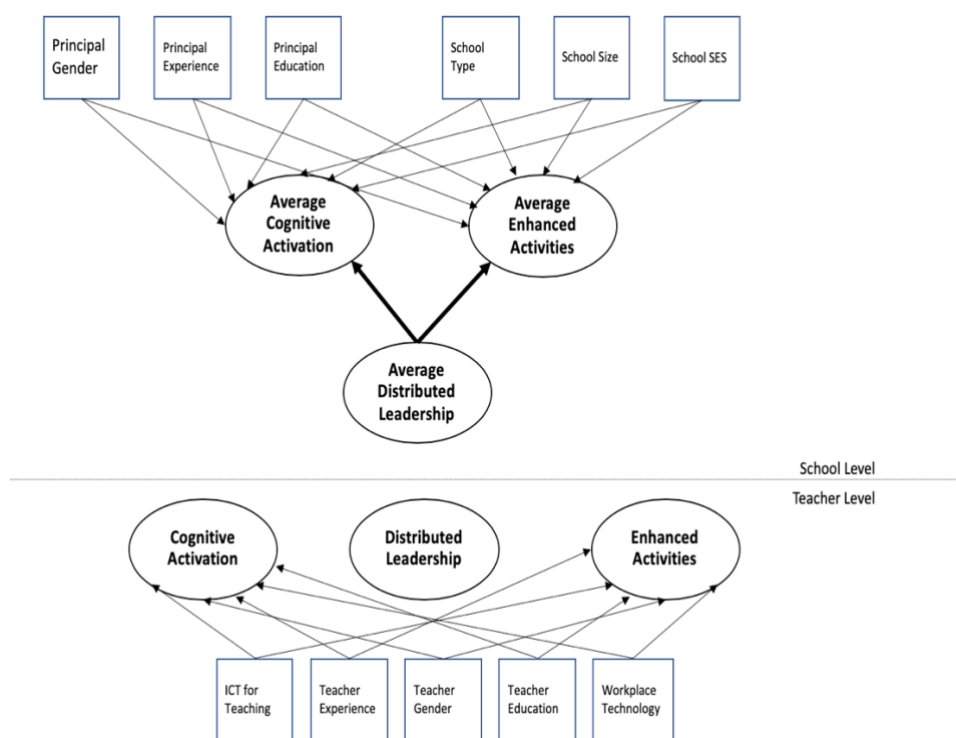 Principal
Gender
Principal
Experience
Principal
Education
School
Type
School Size
School SES
Average
Cognitive
Activation
Average
Enhanced
Activities
Average
Distributed
Leadership
School Level
Teacher Level
Cognitive
Activation
Distributed
Leadership
Enhanced
Activities
ICT for
Teaching
Teacher
Experience
Teacher
Gender
Teacher
Education
Workplace
Technology